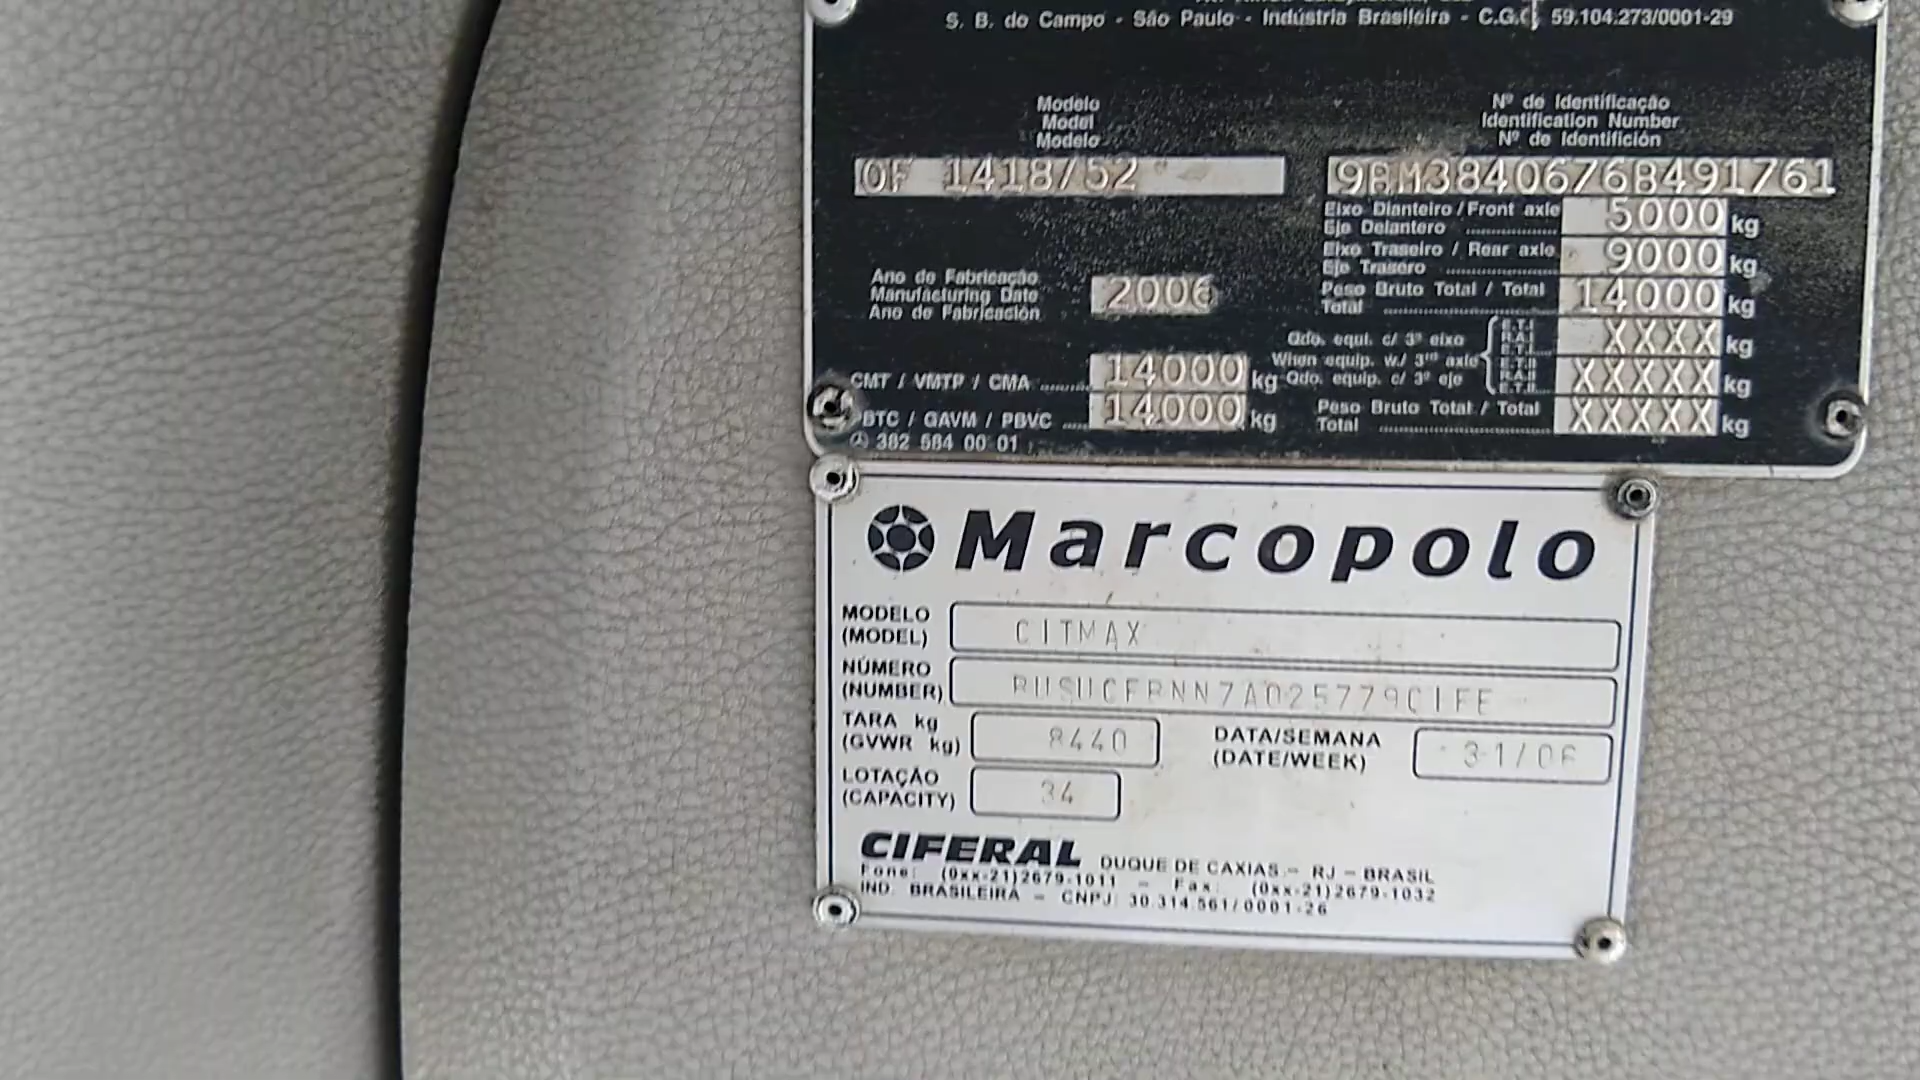 S. B. do Campo - São Paulo - Indústria Brasileira - C.G.C. 59.104.273/0001-29
Modelo
Model
Modelo
OF 1418/52
Nº de Identificação
Identification Number
Nº de Identifición
9BM3840676B491761
Eixo Dianteiro / Front axle
Eje Delantero 5000 kg
Eixo Traseiro / Rear axle
Eje Trasero 9000 kg
Peso Bruto Total / Total
Total 14000 kg
Ano de Fabricação
Manufacturing Date
Ano de Fabricación
2006
Qdo. equi. c/ 3º eixo
When equip. w./ 3rd axle
Qdo. equip. c/ 3º eje
E.T.I
R.A.I
E.T.I. XXXX kg
E.T.II
R.A.II
E.T.II. XXXXX kg
CMT / VMTP / CMA 14000 kg
PBTC / GAVM / PBVC 14000 kg
Peso Bruto Total / Total
Total XXXXX kg
382 584 00 01
Marcopolo
MODELO
(MODEL) CITMAX
NÚMERO
(NUMBER)
TARA kg
(GVWR kg) 8440
DATA/SEMANA
(DATE/WEEK) 31/06
LOTAÇÃO
(CAPACITY) 34
CIFERAL DUQUE DE CAXIAS - RJ - BRASIL
Fone: (0xx-21)2679-1011 - Fax: (0xx-21)2679-1032
IND. BRASILEIRA - CNPJ: 30.314.561/0001-26